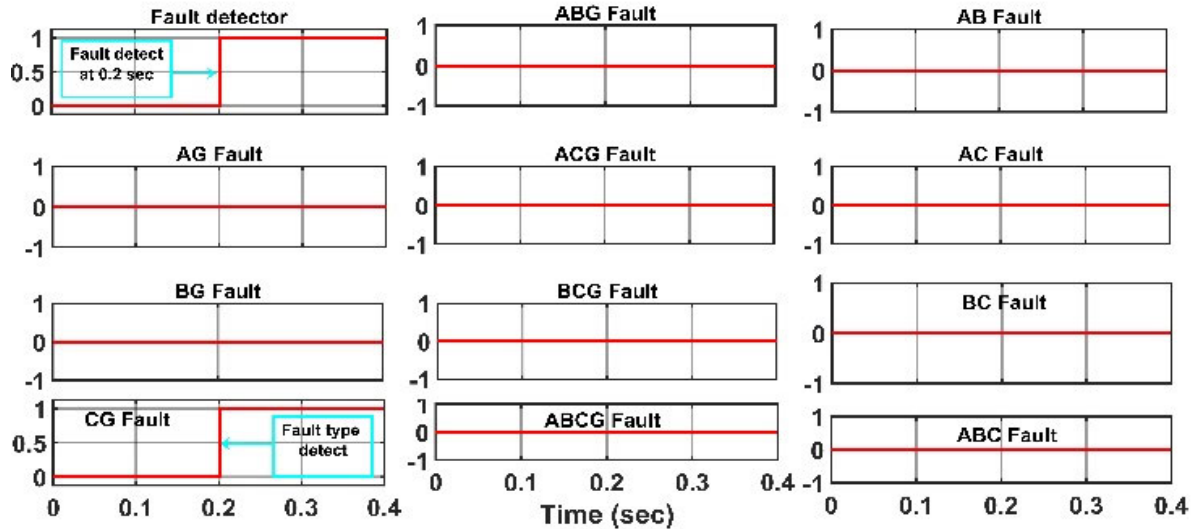 Fault detector
1
0.5
0
Fault detect
at 0.2 sec
0 0.2 0.4
ABG Fault
1
0
-1
AB Fault
1
0
-1
AG Fault
1
0
-1
ACG Fault
1
0
-1
AC Fault
1
0
-1
BG Fault
1
0
-1
BCG Fault
1
0
-1
BC Fault
1
0
-1
CG Fault
1
0.5
0
Fault type
detect
0 0.1 0.2 0.3 0.4
ABCG Fault
1
0
-1
0 0.1 0.2 0.3 0.4
Time (sec)
ABC Fault
1
0
-1
0 0.1 0.2 0.3 0.4